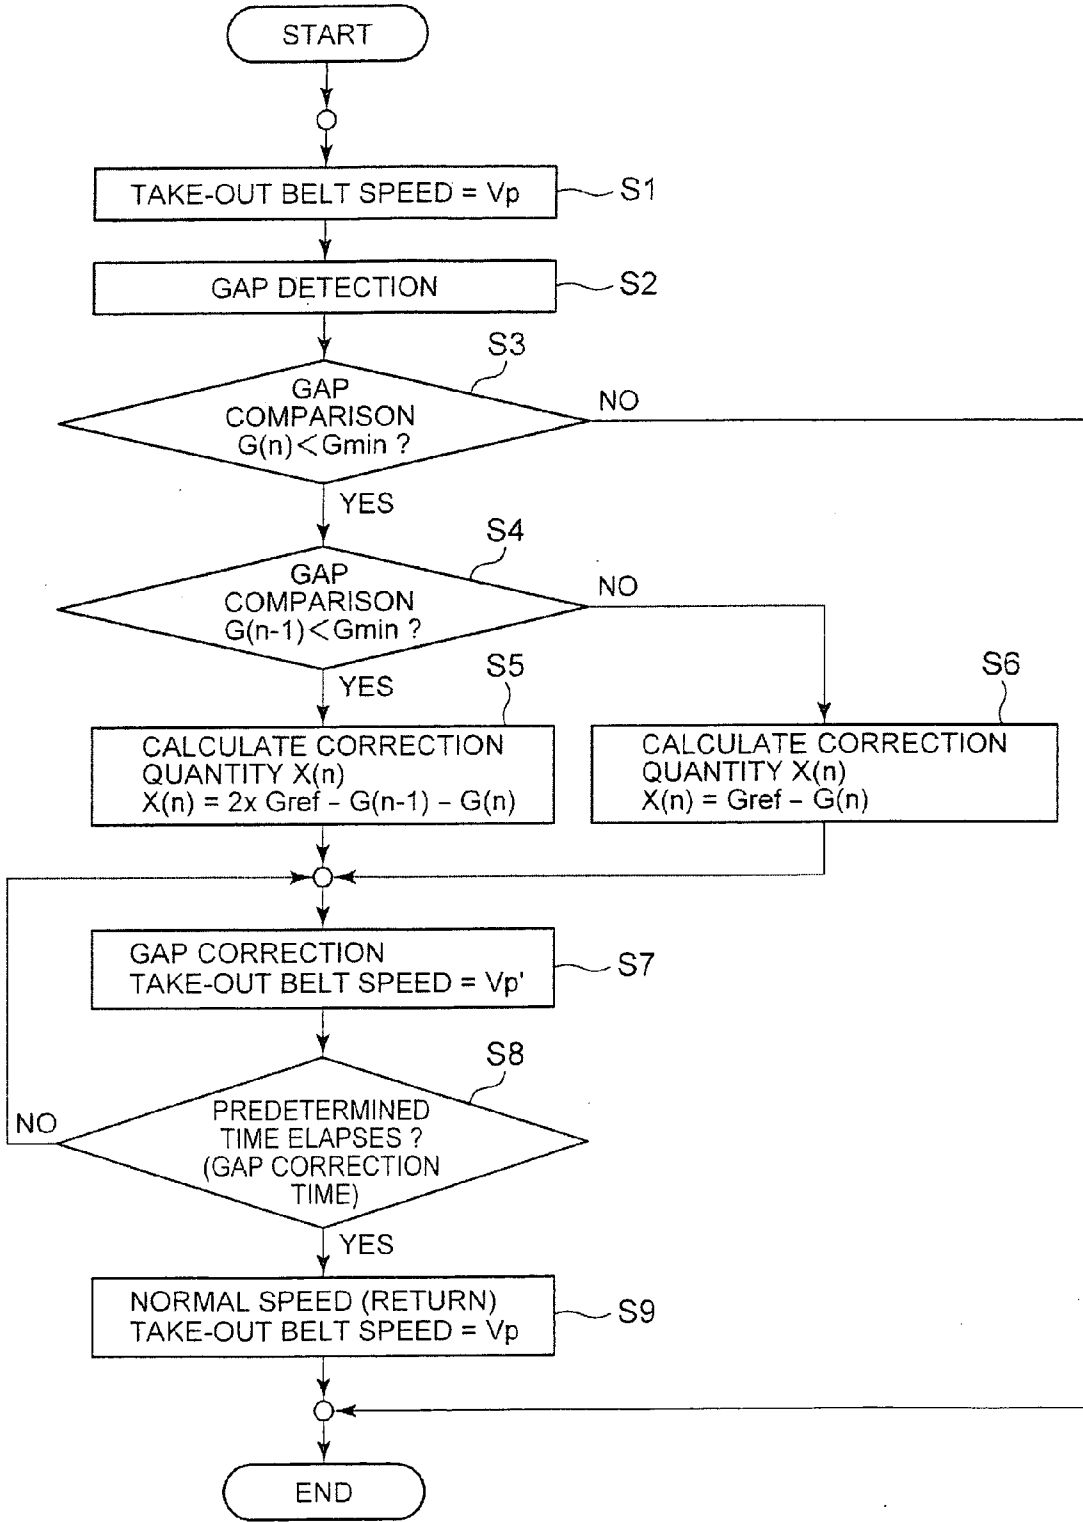 START
TAKE-OUT BELT SPEED = Vp
S1
GAP DETECTION
S2
S3
GAP
COMPARISON
G(n)<Gmin ?
NO
YES
S4
GAP
COMPARISON
G(n-1)<Gmin ?
NO
YES
S5
CALCULATE CORRECTION
QUANTITY X(n)
X(n) = 2x Gref – G(n-1) – G(n)
S6
CALCULATE CORRECTION
QUANTITY X(n)
X(n) = Gref – G(n)
GAP CORRECTION
TAKE-OUT BELT SPEED = Vp'
S7
S8
PREDETERMINED
TIME ELAPSES ?
(GAP CORRECTION
TIME)
NO
YES
NORMAL SPEED (RETURN)
TAKE-OUT BELT SPEED = Vp
S9
END